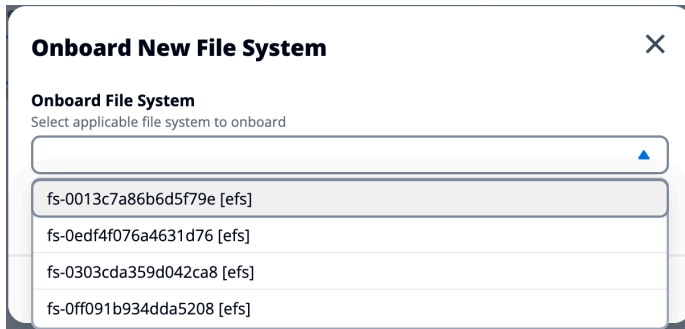 Onboard New File System
Onboard File System
Select applicable file system to onboard
fs-0013c7a86b6d5f79e [efs]
fs-0edf4f076a4631d76 [efs]
fs-0303cda359d042ca8 [efs]
fs-0ff091b934dda5208 [efs]